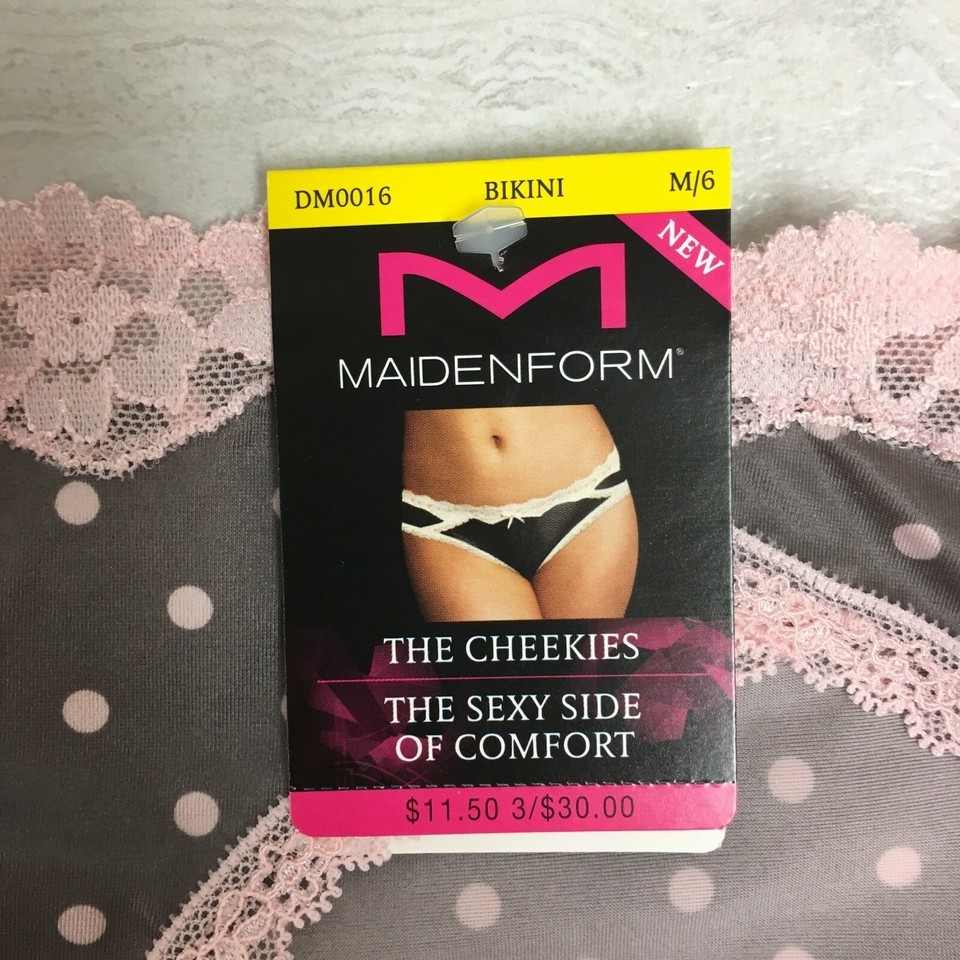 DM0016 BIKINI M/6
NEW
MAIDENFORM®
THE CHEEKIES
THE SEXY SIDE
OF COMFORT
$11.50 3/$30.00